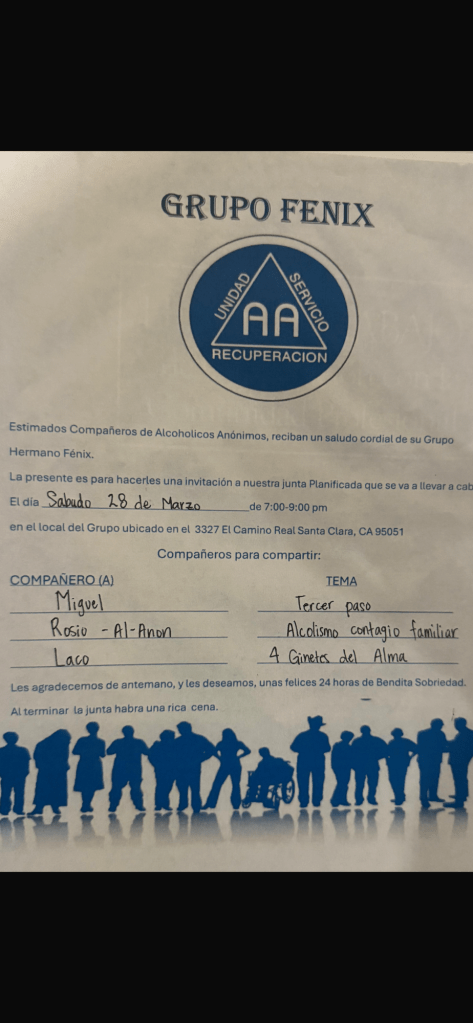 GRUPO FENIX
UNIDAD
SERVICIO
AA
RECUPERACION
Estimados Compañeros de Alcoholicos Anónimos, reciban un saludo cordial de su Grupo
Hermano Fénix.
La presente es para hacerles una invitación a nuestra junta Planificada que se va a llevar a cab
El día Sabado 28 de Marzo de 7:00-9:00 pm
en el local del Grupo ubicado en el 3327 El Camino Real Santa Clara, CA 95051
Compañeros para compartir:
COMPAÑERO (A) TEMA
Miguel Tercer paso
Rosio - Al-Anon Alcolismo contagio familiar
Laco 4 Ginetes del Alma
Les agradecemos de antemano, y les deseamos, unas felices 24 horas de Bendita Sobriedad.
Al terminar la junta habra una rica cena.